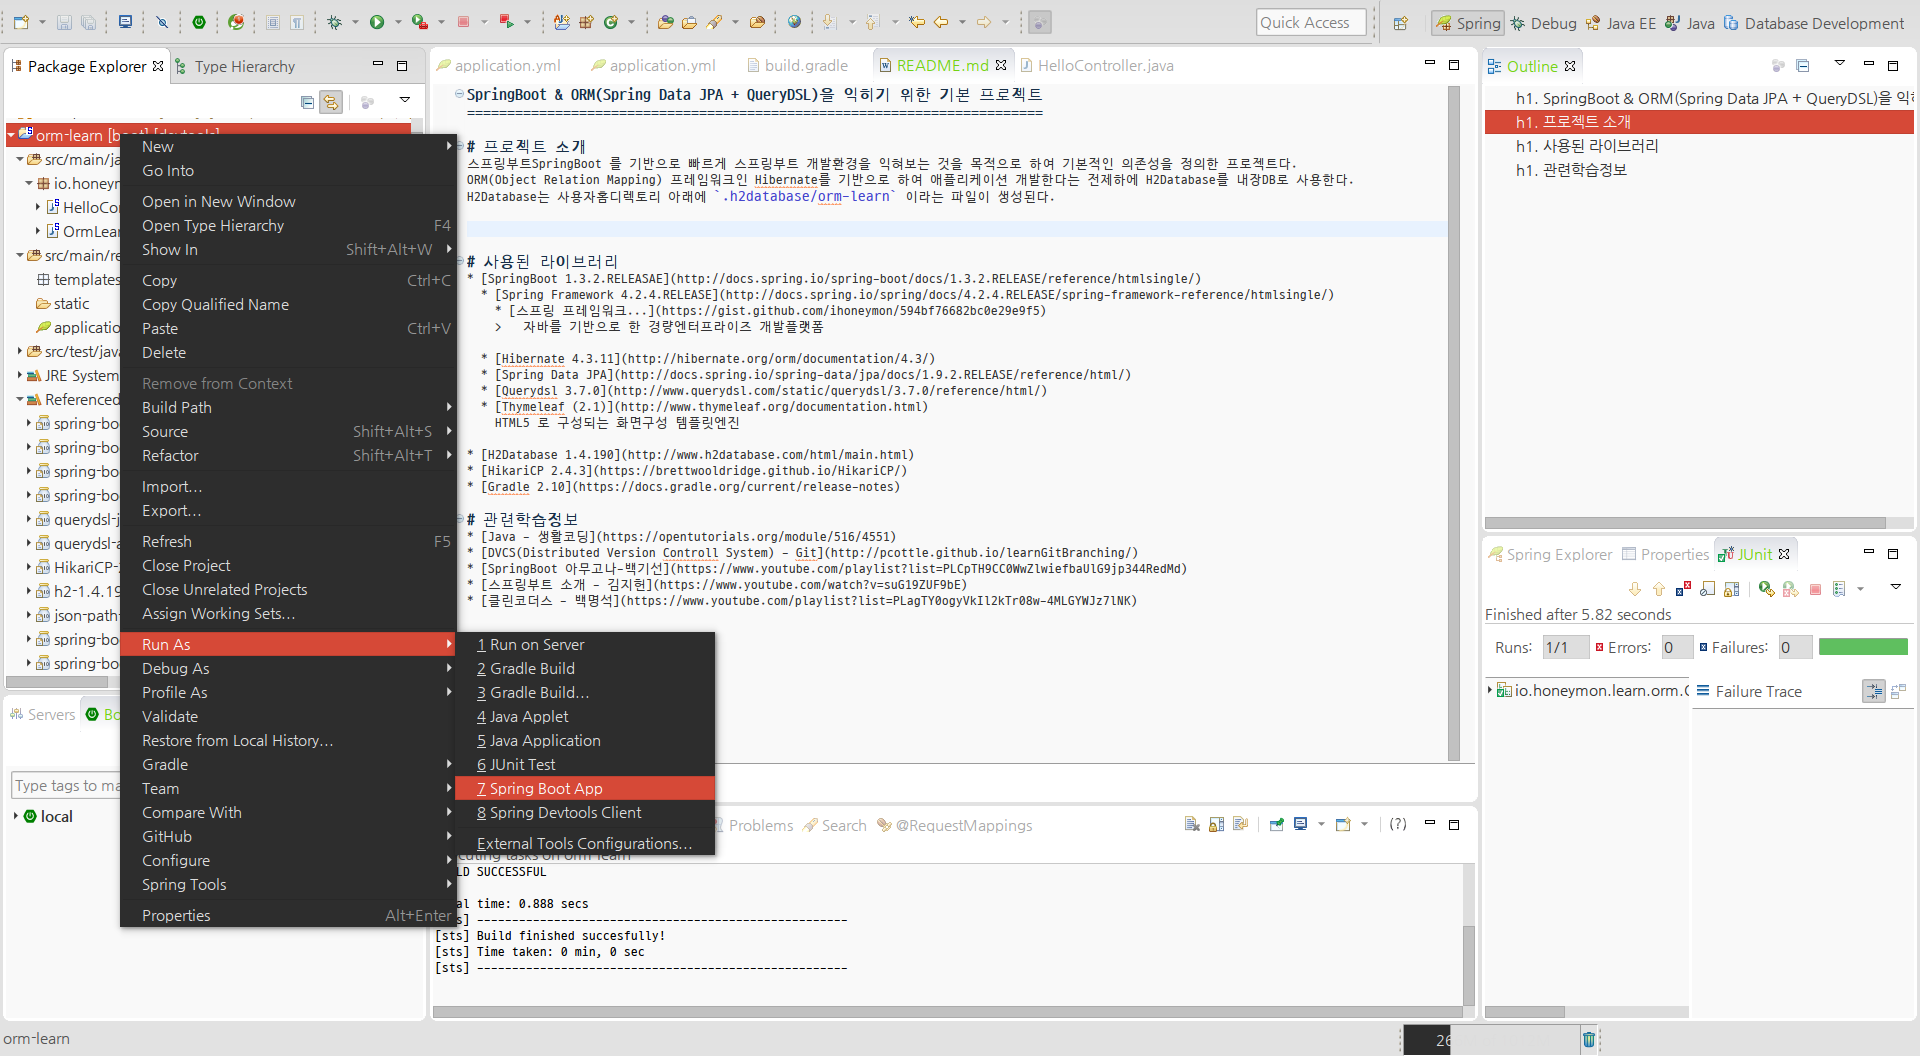 Quick Access
Spring
Debug
Java EE
Java
Database Development
Package Explorer
Type Hierarchy
orm-learn [boot] [devtools]
src/main/ja
io.honeym
HelloCo
OrmLear
src/main/re
templates
static
applicatio
src/test/java
JRE System
Referenced
spring-bo
spring-bo
spring-bo
spring-bo
querydsl-j
querydsl-a
HikariCP-
h2-1.4.19
json-path-
spring-bo
spring-bo
New
Go Into
Open in New Window
Open Type Hierarchy F4
Show In Shift+Alt+W
Copy Ctrl+C
Copy Qualified Name
Paste Ctrl+V
Delete
Remove from Context
Build Path
Source Shift+Alt+S
Refactor Shift+Alt+T
Import...
Export...
Refresh F5
Close Project
Close Unrelated Projects
Assign Working Sets...
Run As
Debug As
Profile As
Validate
Restore from Local History...
Gradle
Team
Compare With
GitHub
Configure
Spring Tools
Properties Alt+Enter
1 Run on Server
2 Gradle Build
3 Gradle Build...
4 Java Applet
5 Java Application
6 JUnit Test
7 Spring Boot App
8 Spring Devtools Client
External Tools Configurations...
Servers
Bo
Type tags to ma
local
application.yml
application.yml
build.gradle
README.md
HelloController.java
SpringBoot & ORM(Spring Data JPA + QueryDSL)을 익히기 위한 기본 프로젝트
==================================================================================
# 프로젝트 소개
스프링부트SpringBoot 를 기반으로 빠르게 스프링부트 개발환경을 익혀보는 것을 목적으로 하여 기본적인 의존성을 정의한 프로젝트다.
ORM(Object Relation Mapping) 프레임워크인 Hibernate를 기반으로 하여 애플리케이션 개발한다는 전제하에 H2Database를 내장DB로 사용한다.
H2Database는 사용자홈디렉토리 아래에 `.h2database/orm-learn` 이라는 파일이 생성된다.
# 사용된 라이브러리
* [SpringBoot 1.3.2.RELEASAE](http://docs.spring.io/spring-boot/docs/1.3.2.RELEASE/reference/htmlsingle/)
* [Spring Framework 4.2.4.RELEASE](http://docs.spring.io/spring/docs/4.2.4.RELEASE/spring-framework-reference/htmlsingle/)
* [스프링 프레임워크...](https://gist.github.com/ihoneymon/594bf76682bc0e29e9f5)
> 자바를 기반으로 한 경량엔터프라이즈 개발플랫폼
* [Hibernate 4.3.11](http://hibernate.org/orm/documentation/4.3/)
* [Spring Data JPA](http://docs.spring.io/spring-data/jpa/docs/1.9.2.RELEASE/reference/html/)
* [Querydsl 3.7.0](http://www.querydsl.com/static/querydsl/3.7.0/reference/html/)
* [Thymeleaf (2.1)](http://www.thymeleaf.org/documentation.html)
HTML5 로 구성되는 화면구성 템플릿엔진
* [H2Database 1.4.190](http://www.h2database.com/html/main.html)
* [HikariCP 2.4.3](https://brettwooldridge.github.io/HikariCP/)
* [Gradle 2.10](https://docs.gradle.org/current/release-notes)
# 관련학습정보
* [Java - 생활코딩](https://opentutorials.org/module/516/4551)
* [DVCS(Distributed Version Controll System) - Git](http://pcottle.github.io/learnGitBranching/)
* [SpringBoot 아무고나-백기선](https://www.youtube.com/playlist?list=PLCpTH9CC0WwZlwiefbaUlG9jp344RedMd)
* [스프링부트 소개 - 김지헌](https://www.youtube.com/watch?v=suG19ZUF9bE)
* [클린코더스 - 백명석](https://www.youtube.com/playlist?list=PLagTY0ogyVkIl2kTr08w-4MLGYWJz7lNK)
Problems
Search
@RequestMappings
cuting tasks on orm-learn
LD SUCCESSFUL
al time: 0.888 secs
s] -----------------------------------------------------
[sts] Build finished succesfully!
[sts] Time taken: 0 min, 0 sec
[sts] -----------------------------------------------------
Outline
h1. SpringBoot & ORM(Spring Data JPA + QueryDSL)을 익히
h1. 프로젝트 소개
h1. 사용된 라이브러리
h1. 관련학습정보
Spring Explorer
Properties
JUnit
Finished after 5.82 seconds
Runs: 1/1 Errors: 0 Failures: 0
io.honeymon.learn.orm.O
Failure Trace
orm-learn
26